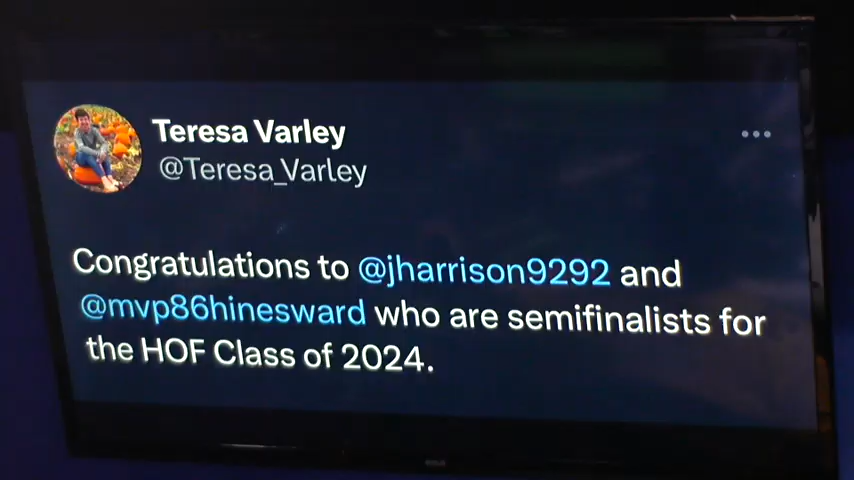 Teresa Varley
@Teresa_Varley
Congratulations to @jharrison9292 and
@mvp86hinesward who are semifinalists for
the HOF Class of 2024.